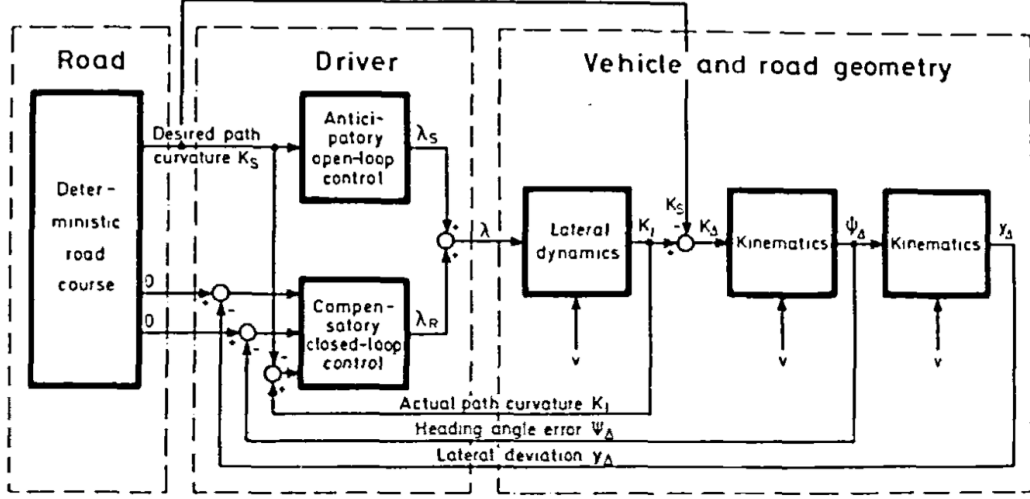 Road
Driver
Vehicle and road geometry
Deter-
ministic
road
course
Desired path
curvature K_S
0
0
Antici-
patory
open-loop
control
λ_S
Compen-
satory
closed-loop
control
λ_R
+
+
λ
+
-
+
-
-
+
Lateral
dynamics
v
K_I
K_S
-
+
K_Δ
Kinematics
v
ψ_Δ
Kinematics
v
y_Δ
Actual path curvature K_I
Heading angle error Ψ_Δ
Lateral deviation y_Δ